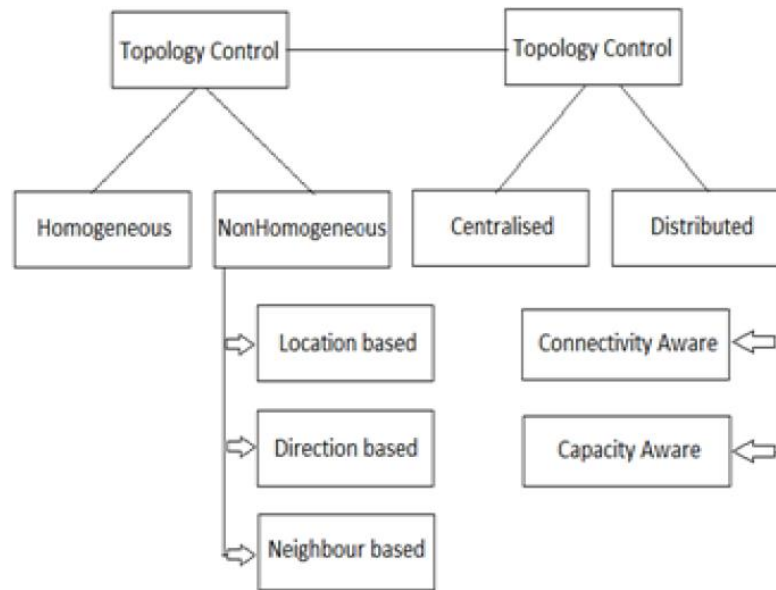 Topology Control
Topology Control
Homogeneous
NonHomogeneous
Centralised
Distributed
Location based
Connectivity Aware
Direction based
Capacity Aware
Neighbour based